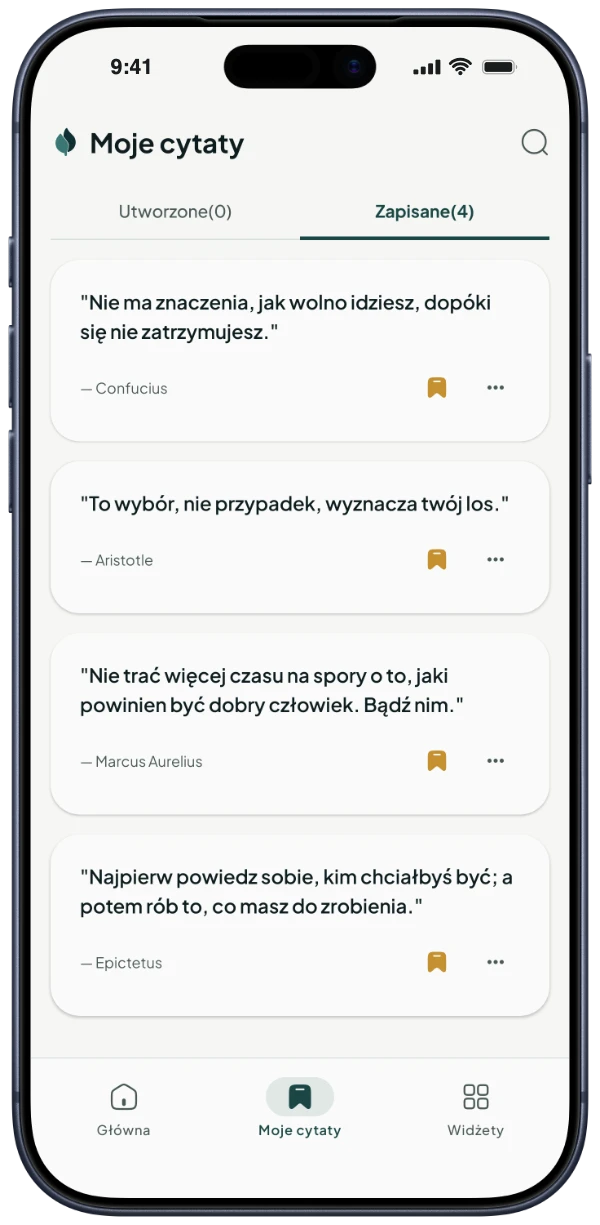 9:41
Moje cytaty
Utworzone(0)
Zapisane(4)
"Nie ma znaczenia, jak wolno idziesz, dopóki
się nie zatrzymujesz."
— Confucius
"To wybór, nie przypadek, wyznacza twój los."
— Aristotle
"Nie trać więcej czasu na spory o to, jaki
powinien być dobry człowiek. Bądź nim."
— Marcus Aurelius
"Najpierw powiedz sobie, kim chciałbyś być; a
potem rób to, co masz do zrobienia."
— Epictetus
Główna
Moje cytaty
Widżety